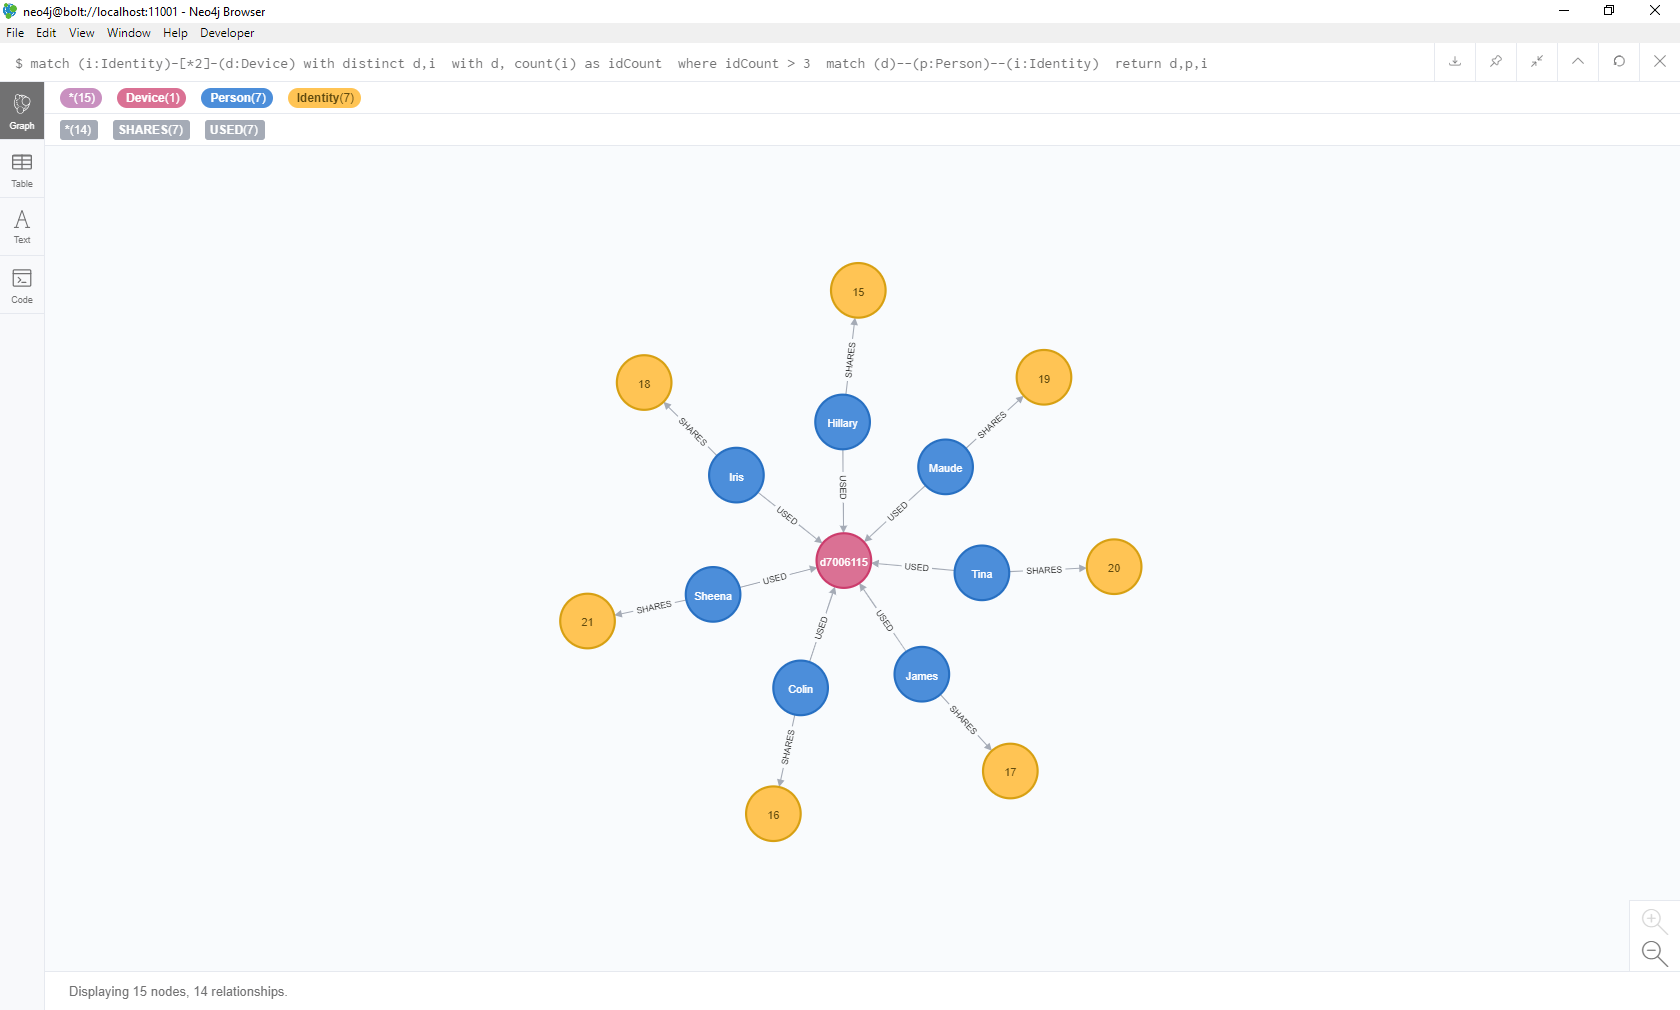 neo4j@bolt://localhost:11001 - Neo4j Browser
File Edit View Window Help Developer
$ match (i:Identity)-[*2]-(d:Device) with distinct d,i  with d, count(i) as idCount  where idCount > 3  match (d)--(p:Person)--(i:Identity)  return d,p,i
*(15) Device(1) Person(7) Identity(7)
*(14) SHARES(7) USED(7)
Graph
Table
Text
Code
15
SHARES
Hillary
USED
18
SHARES
Iris
USED
19
SHARES
Maude
USED
d7006115
USED
Tina
SHARES
20
USED
Sheena
SHARES
21
USED
Colin
SHARES
16
USED
James
SHARES
17
Displaying 15 nodes, 14 relationships.